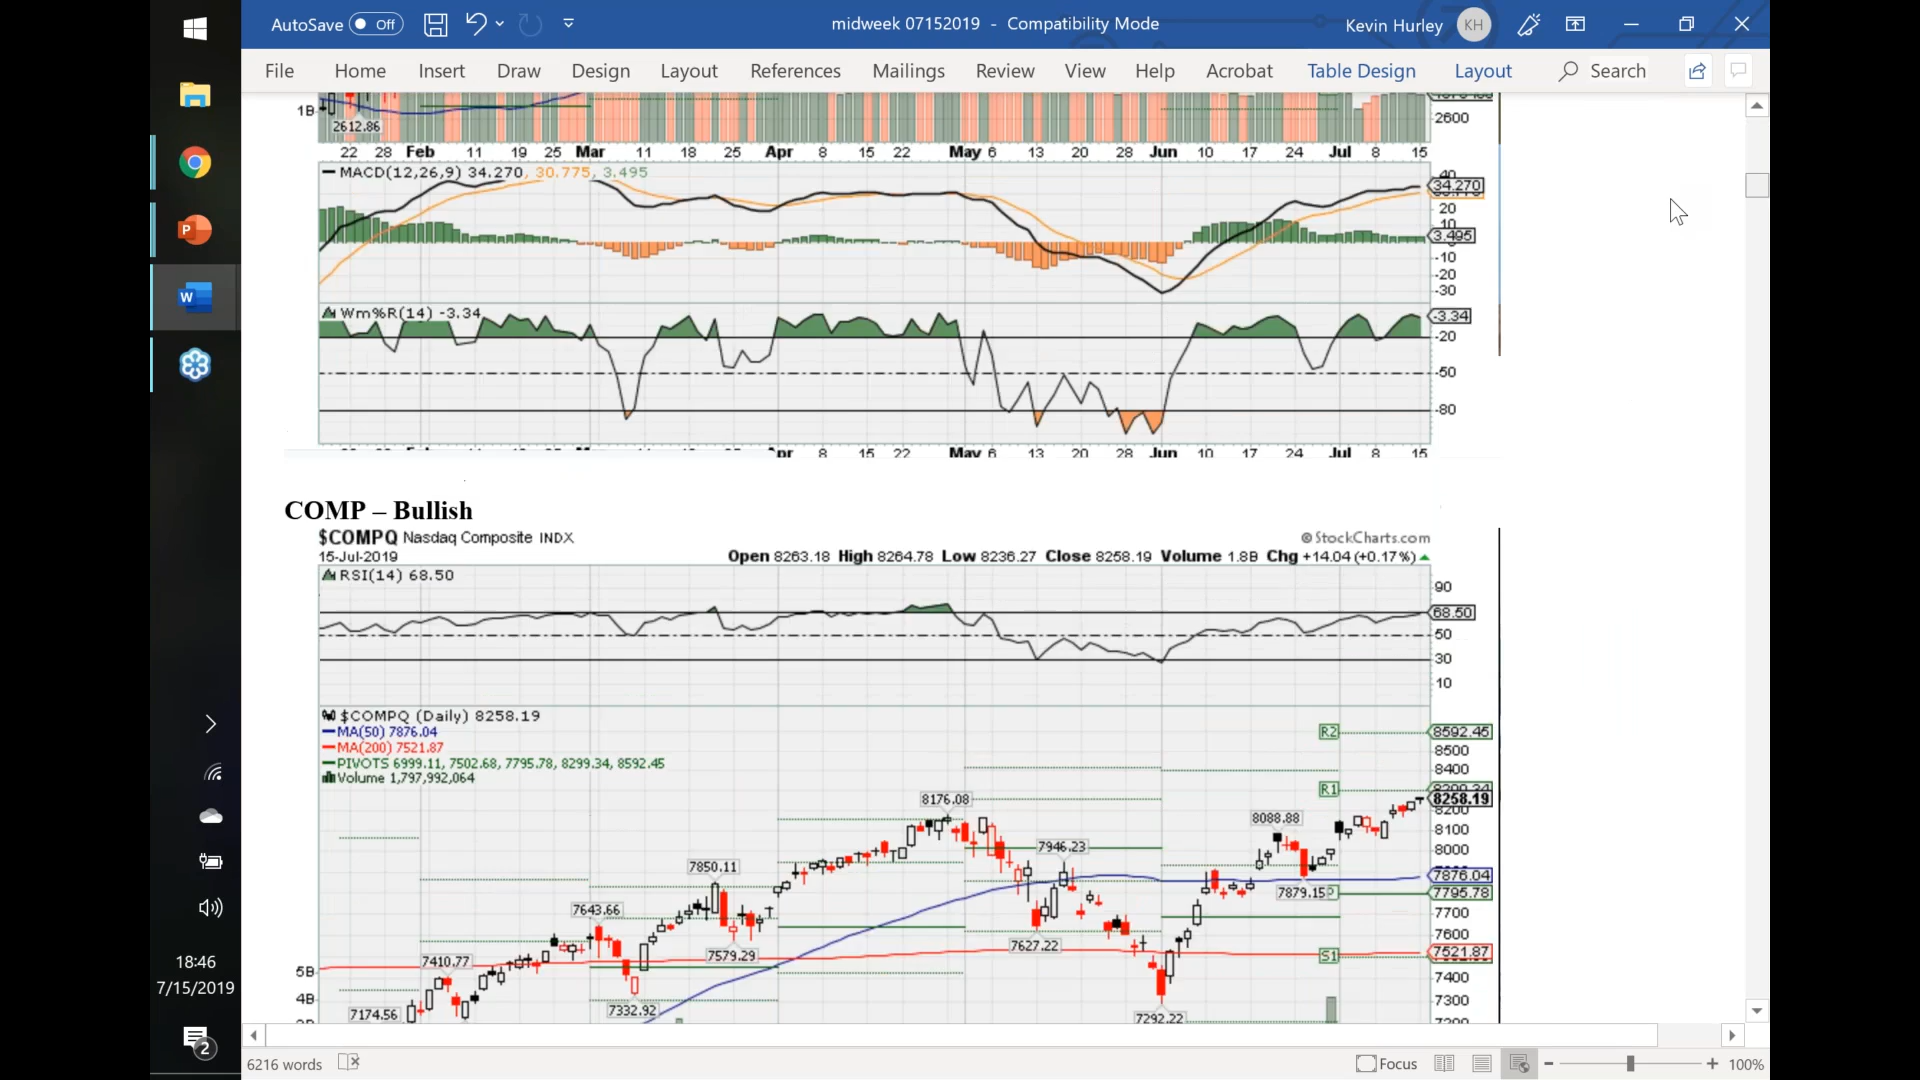 AutoSave Off
midweek 07152019 - Compatibility Mode
Kevin Hurley KH
File Home Insert Draw Design Layout References Mailings Review View Help Acrobat Table Design Layout Search
1B
2612.86
2600
22 28 Feb 11 19 25 Mar 11 18 25 Apr 8 15 22 May 6 13 20 28 Jun 10 17 24 Jul 8 15
MACD(12,26,9) 34.270, 30.775, 3.495
40
34.270
20
10
3.495
-10
-20
-30
Wm%R(14) -3.34
-3.34
-20
-50
-80
Apr 8 15 22 May 6 13 20 28 Jun 10 17 24 Jul 8 15
COMP – Bullish
$COMPQ Nasdaq Composite INDX
© StockCharts.com
15-Jul-2019
Open 8263.18 High 8264.78 Low 8236.27 Close 8258.19 Volume 1.8B Chg +14.04 (+0.17%)
RSI(14) 68.50
90
68.50
50
30
10
$COMPQ (Daily) 8258.19
MA(50) 7876.04
MA(200) 7521.87
PIVOTS 6999.11, 7502.68, 7795.78, 8299.34, 8592.45
Volume 1,797,992,064
R2
8592.45
8500
8400
R1
8258.19
8200
8100
8000
7876.04
7795.78
7700
7600
7521.87
7400
7300
8176.08
8088.88
7946.23
7850.11
7879.15
7643.66
7627.22
7579.29
S1
7410.77
7332.92
7174.56
7292.22
5B
4B
18:46
7/15/2019
2
6216 words
Focus
100%
P
W